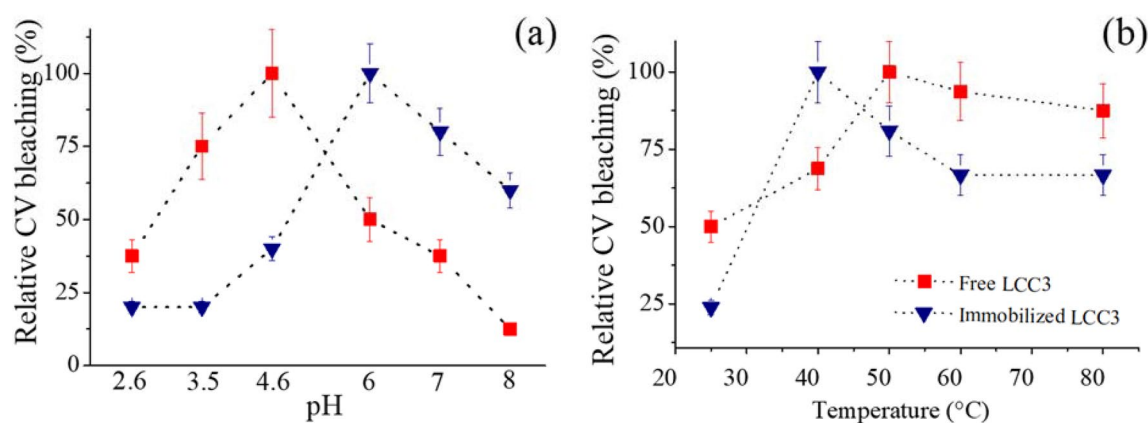 (a)
Relative CV bleaching (%)
100
75
50
25
0
2.6 3.5 4.6 6 7 8
pH
(b)
Relative CV bleaching (%)
100
75
50
25
Free LCC3
Immobilized LCC3
20 30 40 50 60 70 80
Temperature (°C)